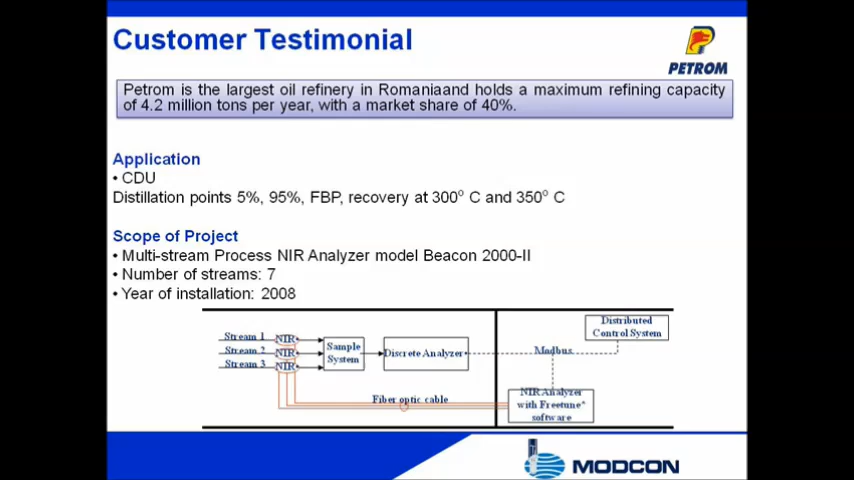 Customer Testimonial
PETROM
Petrom is the largest oil refinery in Romaniaand holds a maximum refining capacity
of 4.2 million tons per year, with a market share of 40%.
Application
• CDU
Distillation points 5%, 95%, FBP, recovery at 300° C and 350° C
Scope of Project
• Multi-stream Process NIR Analyzer model Beacon 2000-II
• Number of streams: 7
• Year of installation: 2008
Distributed
Control System
Stream 1 NIR
Stream 2 NIR
Stream 3 NIR
Sample
System
Discrete Analyzer
Modbus
Fiber optic cable
NIR Analyzer
with Freetune*
software
MODCON